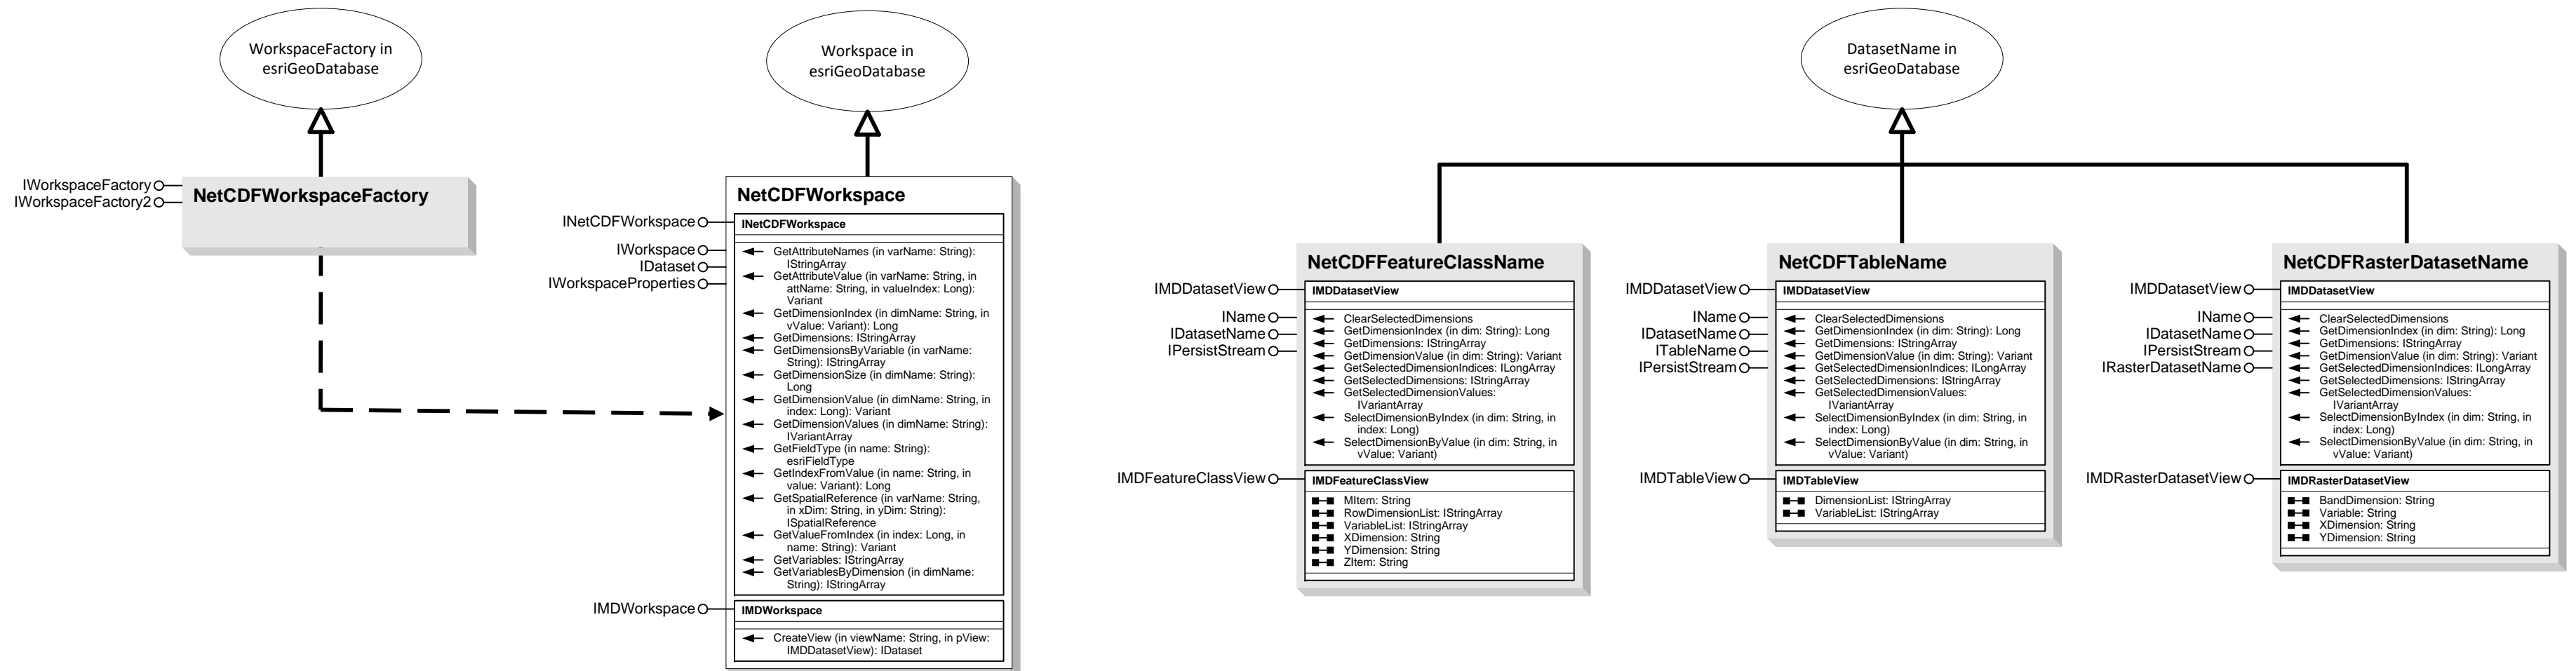 WorkspaceFactory in
esriGeoDatabase
Workspace in
esriGeoDatabase
DatasetName in
esriGeoDatabase
IWorkspaceFactory
IWorkspaceFactory2
NetCDFWorkspaceFactory
INetCDFWorkspace
IWorkspace
IDataset
IWorkspaceProperties
IMDWorkspace
NetCDFWorkspace
INetCDFWorkspace
GetAttributeNames (in varName: String):
IStringArray
GetAttributeValue (in varName: String, in
attName: String, in valueIndex: Long):
Variant
GetDimensionIndex (in dimName: String, in
vValue: Variant): Long
GetDimensions: IStringArray
GetDimensionsByVariable (in varName:
String): IStringArray
GetDimensionSize (in dimName: String):
Long
GetDimensionValue (in dimName: String, in
index: Long): Variant
GetDimensionValues (in dimName: String):
IVariantArray
GetFieldType (in name: String):
esriFieldType
GetIndexFromValue (in name: String, in
value: Variant): Long
GetSpatialReference (in varName: String,
in xDim: String, in yDim: String):
ISpatialReference
GetValueFromIndex (in index: Long, in
name: String): Variant
GetVariables: IStringArray
GetVariablesByDimension (in dimName:
String): IStringArray
IMDWorkspace
CreateView (in viewName: String, in pView:
IMDDatasetView): IDataset
IMDDatasetView
IName
IDatasetName
IPersistStream
IMDFeatureClassView
NetCDFFeatureClassName
IMDDatasetView
ClearSelectedDimensions
GetDimensionIndex (in dim: String): Long
GetDimensions: IStringArray
GetDimensionValue (in dim: String): Variant
GetSelectedDimensionIndices: ILongArray
GetSelectedDimensions: IStringArray
GetSelectedDimensionValues:
IVariantArray
SelectDimensionByIndex (in dim: String, in
index: Long)
SelectDimensionByValue (in dim: String, in
vValue: Variant)
IMDFeatureClassView
MItem: String
RowDimensionList: IStringArray
VariableList: IStringArray
XDimension: String
YDimension: String
ZItem: String
IMDDatasetView
IName
IDatasetName
ITableName
IPersistStream
IMDTableView
NetCDFTableName
IMDDatasetView
ClearSelectedDimensions
GetDimensionIndex (in dim: String): Long
GetDimensions: IStringArray
GetDimensionValue (in dim: String): Variant
GetSelectedDimensionIndices: ILongArray
GetSelectedDimensions: IStringArray
GetSelectedDimensionValues:
IVariantArray
SelectDimensionByIndex (in dim: String, in
index: Long)
SelectDimensionByValue (in dim: String, in
vValue: Variant)
IMDTableView
DimensionList: IStringArray
VariableList: IStringArray
IMDDatasetView
IName
IDatasetName
IPersistStream
IRasterDatasetName
IMDRasterDatasetView
NetCDFRasterDatasetName
IMDDatasetView
ClearSelectedDimensions
GetDimensionIndex (in dim: String): Long
GetDimensions: IStringArray
GetDimensionValue (in dim: String): Variant
GetSelectedDimensionIndices: ILongArray
GetSelectedDimensions: IStringArray
GetSelectedDimensionValues:
IVariantArray
SelectDimensionByIndex (in dim: String, in
index: Long)
SelectDimensionByValue (in dim: String, in
vValue: Variant)
IMDRasterDatasetView
BandDimension: String
Variable: String
XDimension: String
YDimension: String